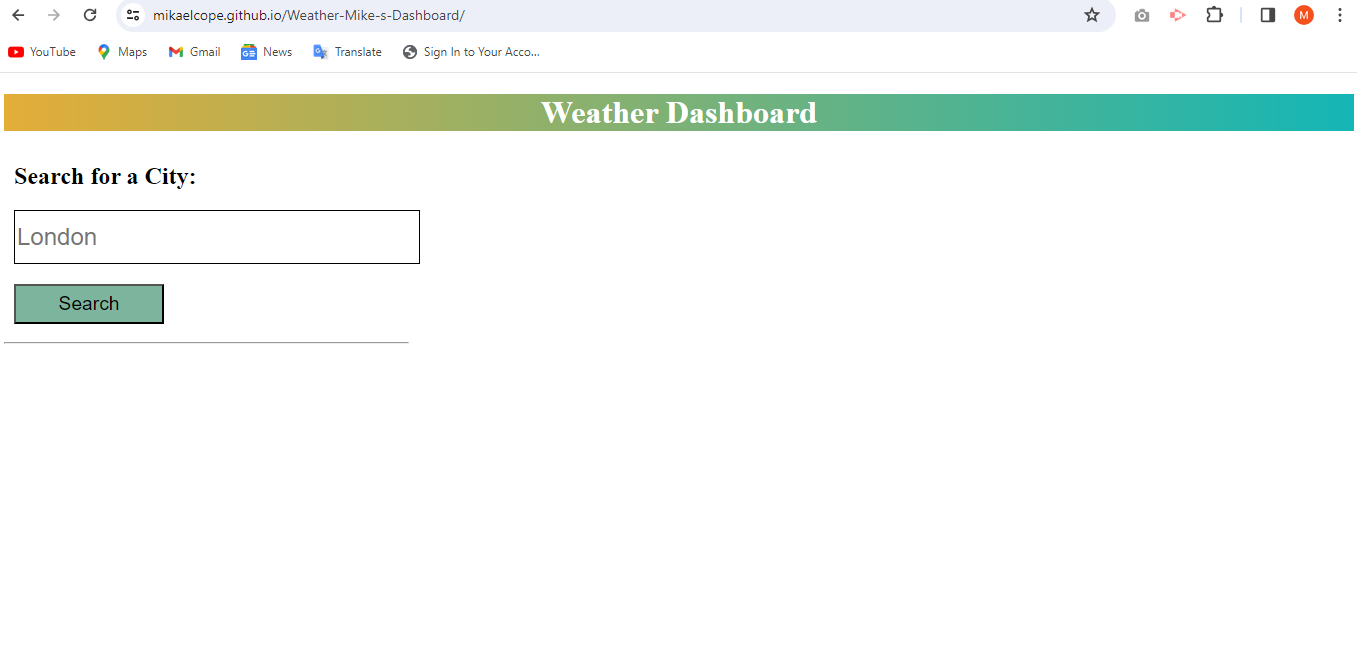 mikaelcope.github.io/Weather-Mike-s-Dashboard/
M
YouTube Maps Gmail News Translate Sign In to Your Acco...
Weather Dashboard
Search for a City:
London
Search